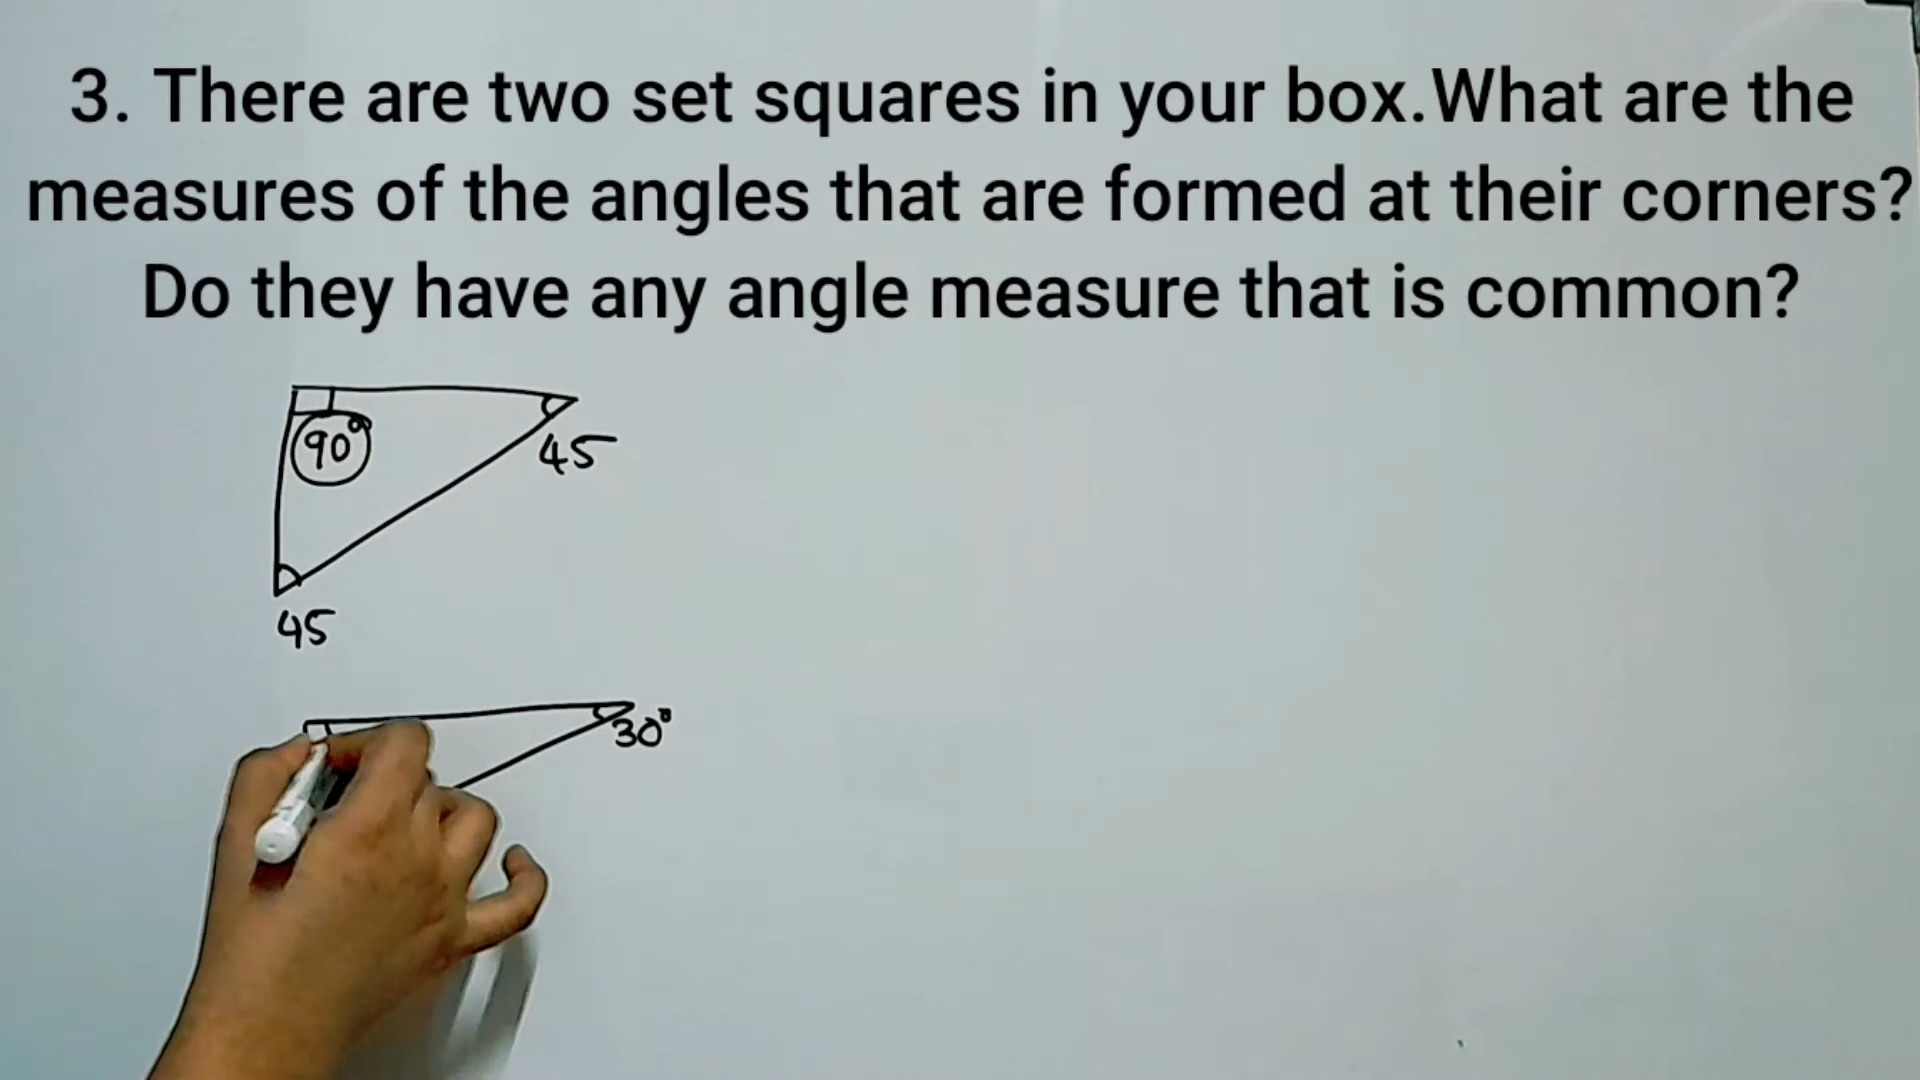 3. There are two set squares in your box.What are the
measures of the angles that are formed at their corners?
Do they have any angle measure that is common?
90°
45
45
30°